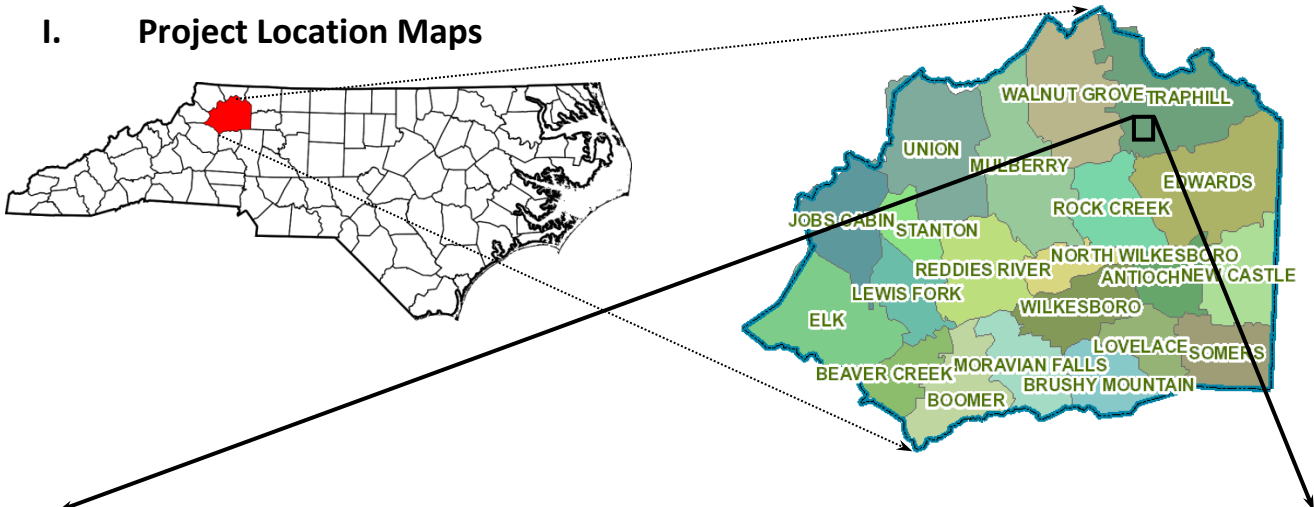 I. Project Location Maps
WALNUT GROVE
TRAPHILL
UNION
MULBERRY
EDWARDS
JOBS CABIN
STANTON
ROCK CREEK
REDDIES RIVER
NORTH WILKESBORO
ANTIOCH
NEW CASTLE
LEWIS FORK
ELK
WILKESBORO
LOVELACE
SOMERS
BEAVER CREEK
MORAVIAN FALLS
BRUSHY MOUNTAIN
BOOMER